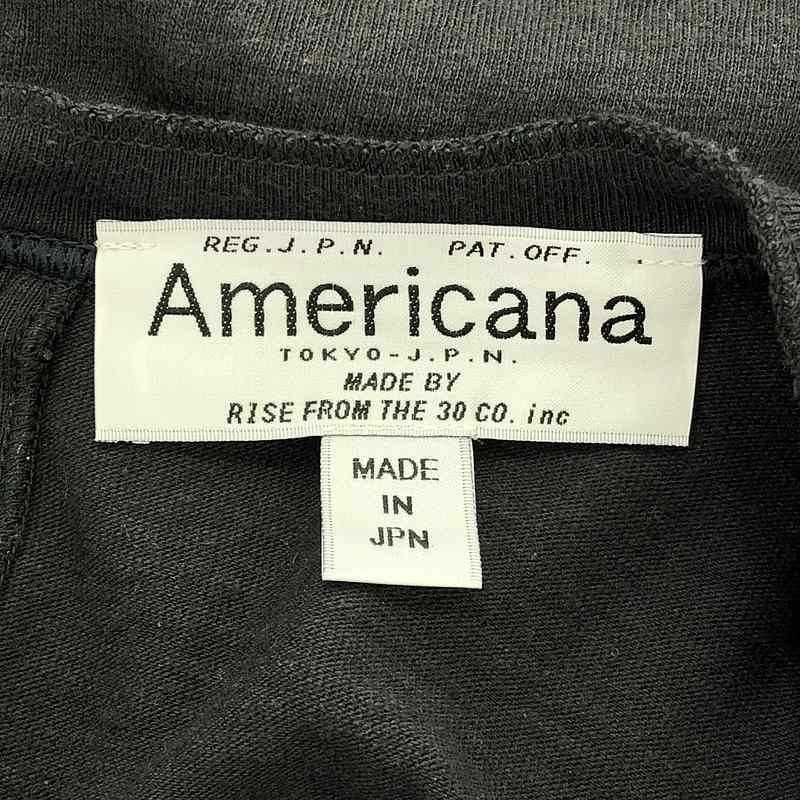 REG.J.P.N. PAT.OFF.
Americana
TOKYO-J.P.N.
MADE BY
RISE FROM THE 30 CO. inc
MADE
IN
JPN